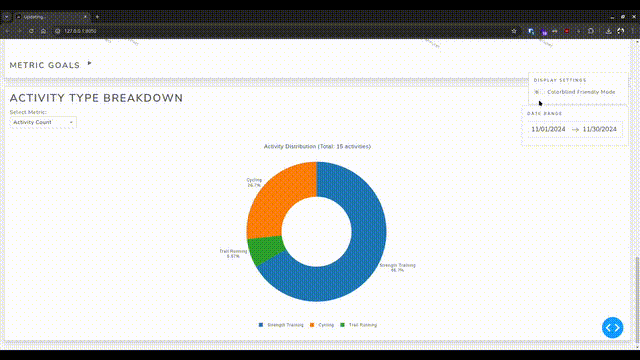 Updating...
127.0.0.1:8050
METRIC GOALS
DISPLAY SETTINGS
Colorblind Friendly Mode
ACTIVITY TYPE BREAKDOWN
DATE RANGE
11/01/2024 → 11/30/2024
Select Metric:
Activity Count
Activity Distribution (Total: 15 activities)
Cycling
26.7%
Trail Running
6.67%
Strength Training
66.7%
Strength Training Cycling Trail Running